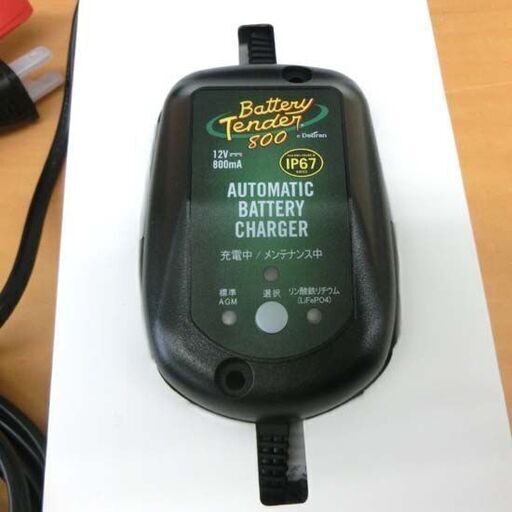 Battery
Tender
800
Deltran
12V
800mA
IP67
AUTOMATIC
BATTERY
CHARGER
充電中 / メンテナンス中
標準
AGM
選択
リン酸鉄リチウム
(LiFePO4)